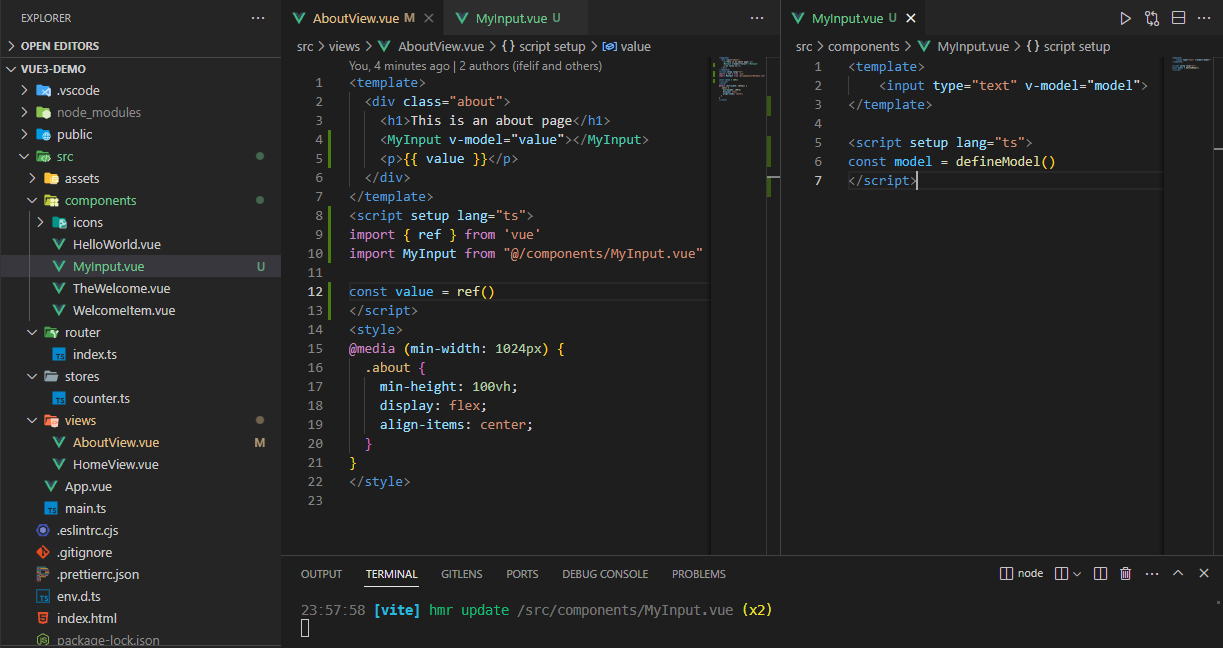 EXPLORER
OPEN EDITORS
VUE3-DEMO
.vscode
node_modules
public
src
assets
components
icons
HelloWorld.vue
MyInput.vue U
TheWelcome.vue
WelcomeItem.vue
router
index.ts
stores
counter.ts
views
AboutView.vue M
HomeView.vue
App.vue
main.ts
.eslintrc.cjs
.gitignore
.prettierrc.json
env.d.ts
index.html
package-lock.json
AboutView.vue M MyInput.vue U
src > views > AboutView.vue > {} script setup > value
You, 4 minutes ago | 2 authors (ifelif and others)
1 <template>
2 <div class="about">
3 <h1>This is an about page</h1>
4 <MyInput v-model="value"></MyInput>
5 <p>{{ value }}</p>
6 </div>
7 </template>
8 <script setup lang="ts">
9 import { ref } from 'vue'
10 import MyInput from "@/components/MyInput.vue"
11
12 const value = ref()
13 </script>
14 <style>
15 @media (min-width: 1024px) {
16 .about {
17 min-height: 100vh;
18 display: flex;
19 align-items: center;
20 }
21 }
22 </style>
23
MyInput.vue U
src > components > MyInput.vue > {} script setup
1 <template>
2 <input type="text" v-model="model">
3 </template>
4
5 <script setup lang="ts">
6 const model = defineModel()
7 </script>
OUTPUT TERMINAL GITLENS PORTS DEBUG CONSOLE PROBLEMS node
23:57:58 [vite] hmr update /src/components/MyInput.vue (x2)